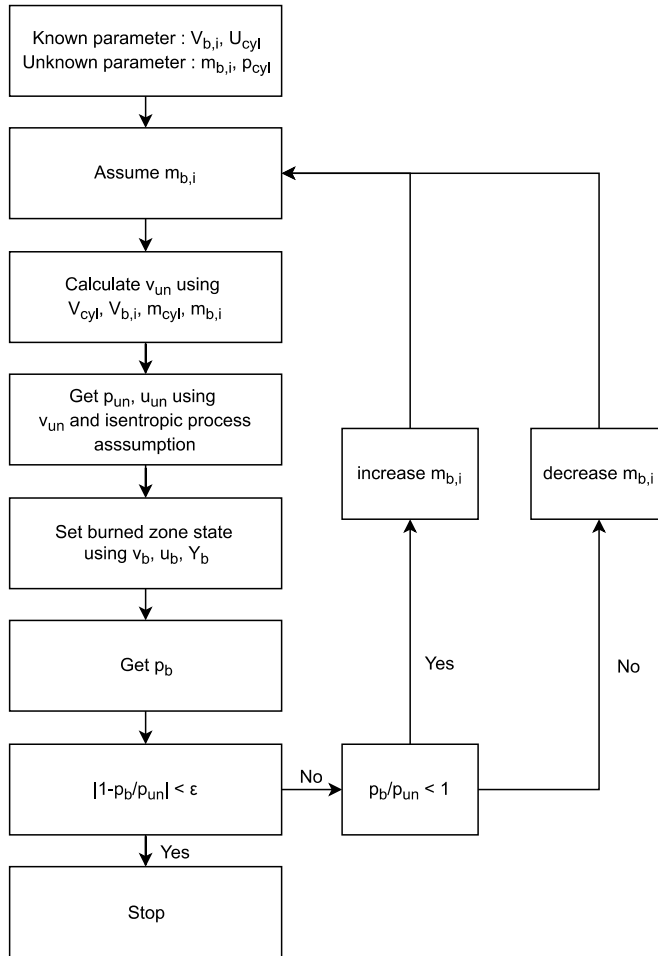 Known parameter : V_b,i, U_cyl
Unknown parameter : m_b,i, p_cyl
Assume m_b,i
Calculate v_un using
V_cyl, V_b,i, m_cyl, m_b,i
Get p_un, u_un using
v_un and isentropic process
asssumption
Set burned zone state
using v_b, u_b, Y_b
Get p_b
|1-p_b/p_un| < ε
No
p_b/p_un < 1
Yes
increase m_b,i
No
decrease m_b,i
Yes
Stop